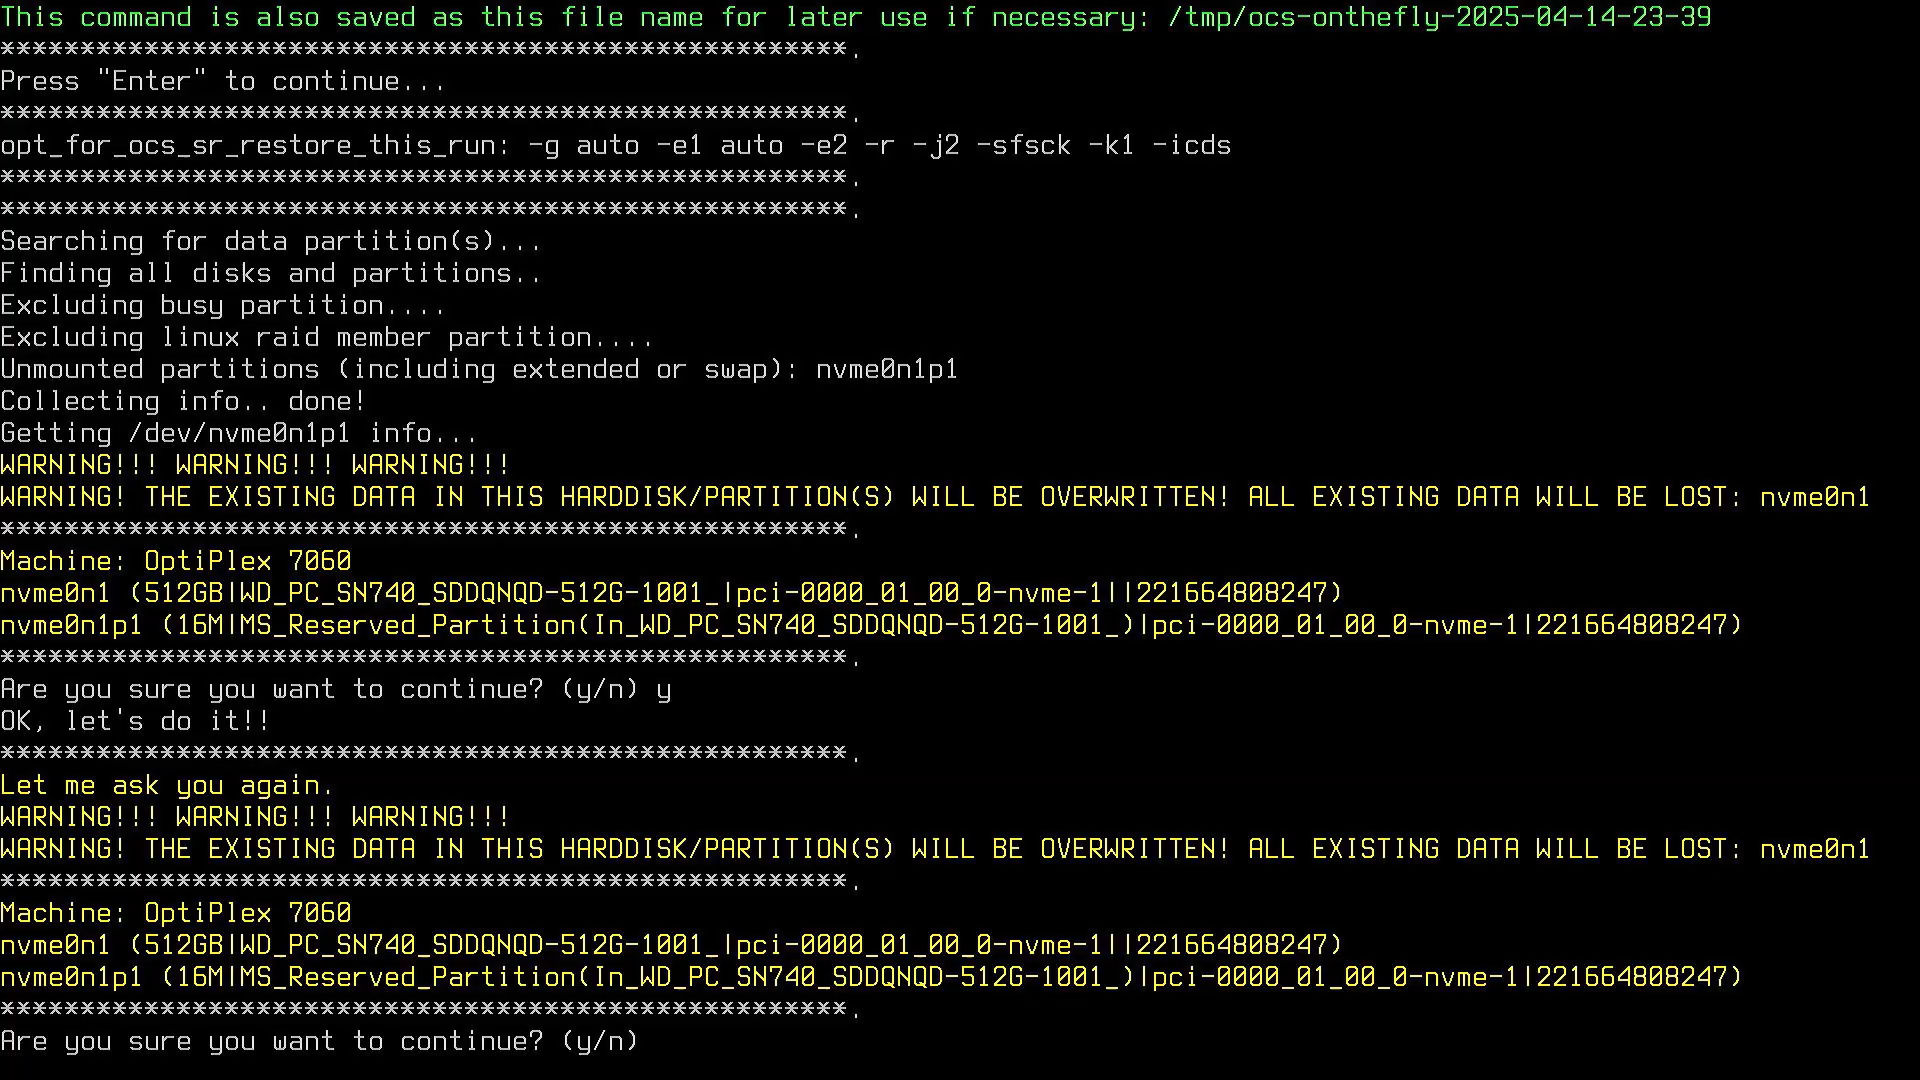 This command is also saved as this file name for later use if necessary: /tmp/ocs-onthefly-2025-04-14-23-39
*****************************************************.
Press "Enter" to continue...
*****************************************************.
opt_for_ocs_sr_restore_this_run: -g auto -e1 auto -e2 -r -j2 -sfsck -k1 -icds
*****************************************************.
*****************************************************.
Searching for data partition(s)...
Finding all disks and partitions..
Excluding busy partition....
Excluding linux raid member partition....
Unmounted partitions (including extended or swap): nvme0n1p1
Collecting info.. done!
Getting /dev/nvme0n1p1 info...
WARNING!!! WARNING!!! WARNING!!!
WARNING! THE EXISTING DATA IN THIS HARDDISK/PARTITION(S) WILL BE OVERWRITTEN! ALL EXISTING DATA WILL BE LOST: nvme0n1
*****************************************************.
Machine: OptiPlex 7060
nvme0n1 (512GB|WD_PC_SN740_SDDQNQD-512G-1001_|pci-0000_01_00_0-nvme-1||221664808247)
nvme0n1p1 (16M|MS_Reserved_Partition(In_WD_PC_SN740_SDDQNQD-512G-1001_)|pci-0000_01_00_0-nvme-1|221664808247)
*****************************************************.
Are you sure you want to continue? (y/n) y
OK, let's do it!!
*****************************************************.
Let me ask you again.
WARNING!!! WARNING!!! WARNING!!!
WARNING! THE EXISTING DATA IN THIS HARDDISK/PARTITION(S) WILL BE OVERWRITTEN! ALL EXISTING DATA WILL BE LOST: nvme0n1
*****************************************************.
Machine: OptiPlex 7060
nvme0n1 (512GB|WD_PC_SN740_SDDQNQD-512G-1001_|pci-0000_01_00_0-nvme-1||221664808247)
nvme0n1p1 (16M|MS_Reserved_Partition(In_WD_PC_SN740_SDDQNQD-512G-1001_)|pci-0000_01_00_0-nvme-1|221664808247)
*****************************************************.
Are you sure you want to continue? (y/n)